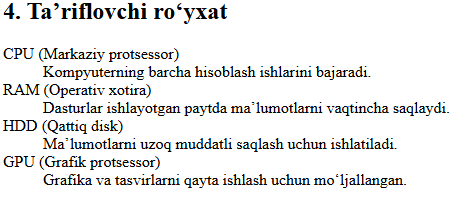 4. Ta’riflovchi ro‘yxat
CPU (Markaziy protsessor)
Kompyuterning barcha hisoblash ishlarini bajaradi.
RAM (Operativ xotira)
Dasturlar ishlayotgan paytda ma’lumotlarni vaqtincha saqlaydi.
HDD (Qattiq disk)
Ma’lumotlarni uzoq muddatli saqlash uchun ishlatiladi.
GPU (Grafik protsessor)
Grafika va tasvirlarni qayta ishlash uchun mo‘ljallangan.